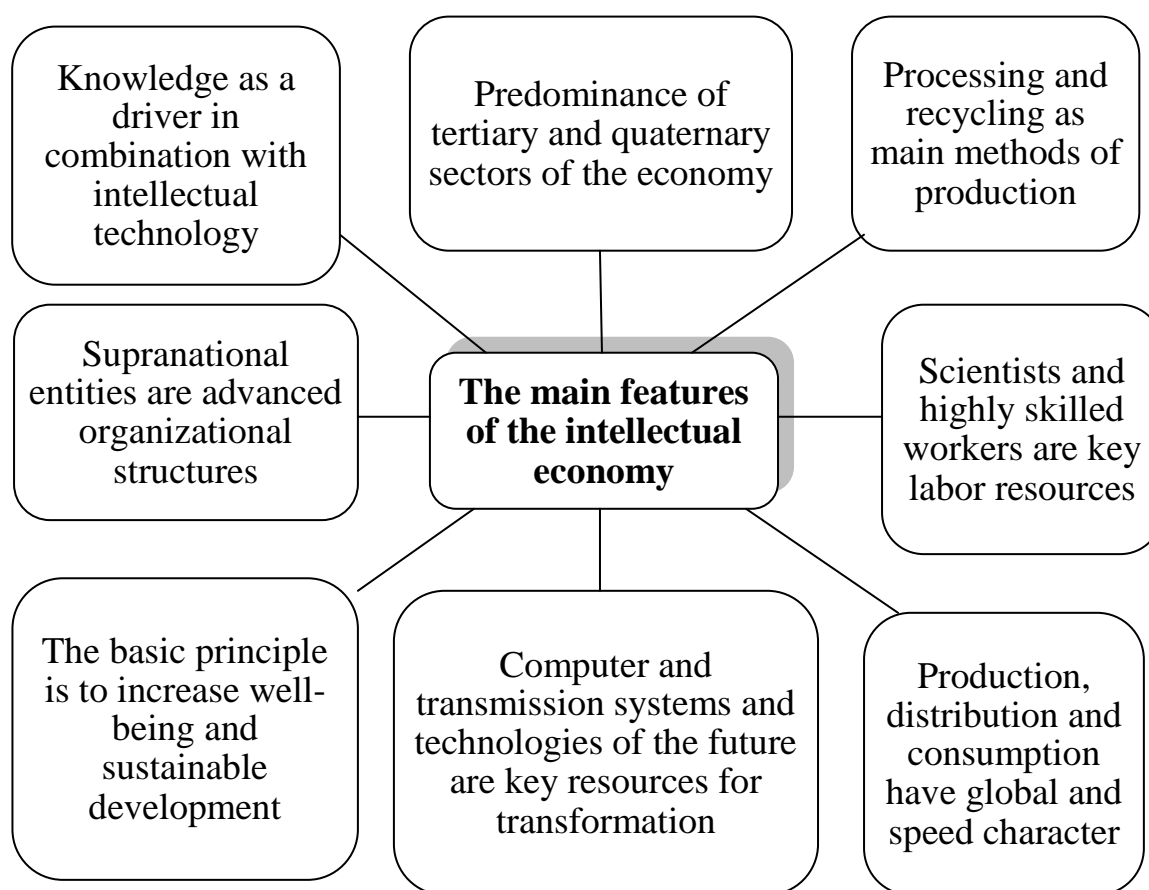 Knowledge as a
driver in
combination with
intellectual
technology
Predominance of
tertiary and quaternary
sectors of the economy
Processing and
recycling as
main methods of
production
Supranational
entities are advanced
organizational
structures
The main features
of the intellectual
economy
Scientists and
highly skilled
workers are key
labor resources
The basic principle
is to increase well-
being and
sustainable
development
Computer and
transmission systems and
technologies of the future
are key resources for
transformation
Production,
distribution and
consumption
have global and
speed character